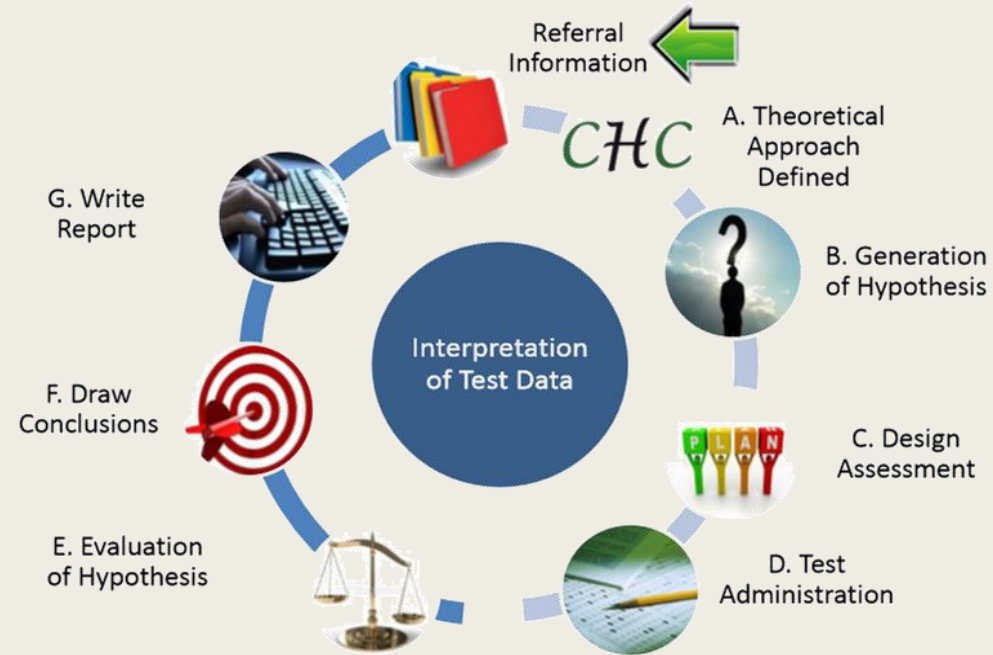 Referral
Information
CHC
A. Theoretical
Approach
Defined
B. Generation
of Hypothesis
C. Design
Assessment
PLAN
D. Test
Administration
E. Evaluation
of Hypothesis
F. Draw
Conclusions
G. Write
Report
Interpretation
of Test Data